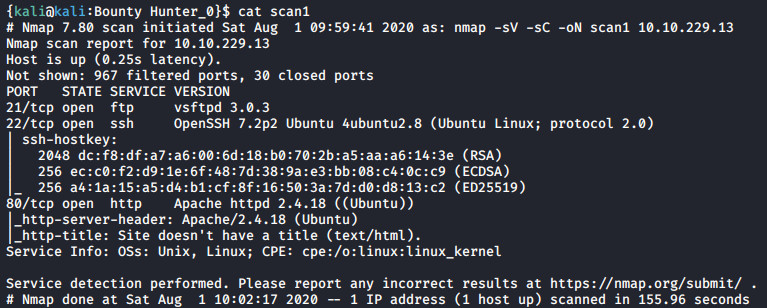 {kali@kali:Bounty Hunter_0}$ cat scan1
# Nmap 7.80 scan initiated Sat Aug  1 09:59:41 2020 as: nmap -sV -sC -oN scan1 10.10.229.13
Nmap scan report for 10.10.229.13
Host is up (0.25s latency).
Not shown: 967 filtered ports, 30 closed ports
PORT   STATE SERVICE VERSION
21/tcp open  ftp     vsftpd 3.0.3
22/tcp open  ssh     OpenSSH 7.2p2 Ubuntu 4ubuntu2.8 (Ubuntu Linux; protocol 2.0)
| ssh-hostkey:
|   2048 dc:f8:df:a7:a6:00:6d:18:b0:70:2b:a5:aa:a6:14:3e (RSA)
|   256 ec:c0:f2:d9:1e:6f:48:7d:38:9a:e3:bb:08:c4:0c:c9 (ECDSA)
|_  256 a4:1a:15:a5:d4:b1:cf:8f:16:50:3a:7d:d0:d8:13:c2 (ED25519)
80/tcp open  http    Apache httpd 2.4.18 ((Ubuntu))
|_http-server-header: Apache/2.4.18 (Ubuntu)
|_http-title: Site doesn't have a title (text/html).
Service Info: OSs: Unix, Linux; CPE: cpe:/o:linux:linux_kernel

Service detection performed. Please report any incorrect results at https://nmap.org/submit/ .
# Nmap done at Sat Aug  1 10:02:17 2020 -- 1 IP address (1 host up) scanned in 155.96 seconds